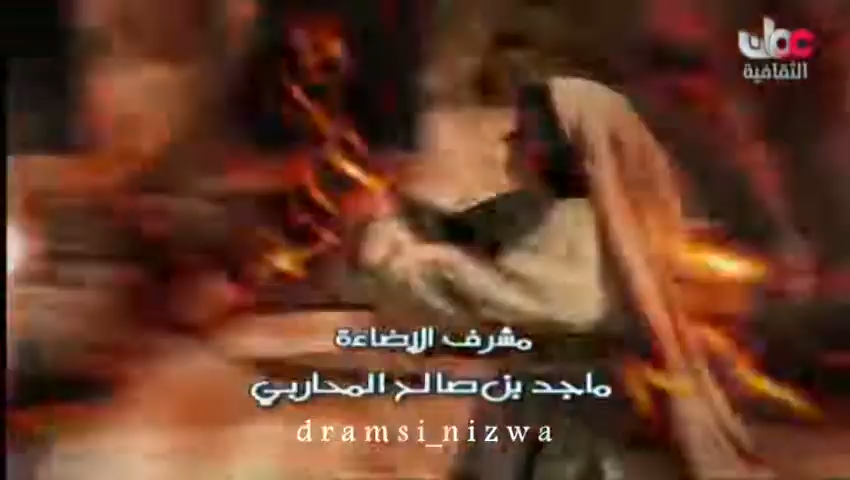 عمان
الثقافية
مشرف الإضاءة
ماجد بن صالح المحاربي
dramsi_nizwa